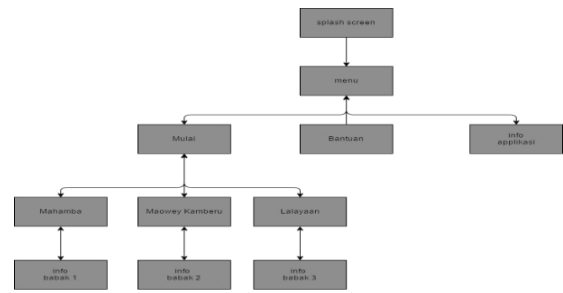 splash screen
menu
Mulai
Bantuan
info
applikasi
Mahamba
Maowey Kamberu
Lalayaan
info
babak 1
info
babak 2
info
babak 3